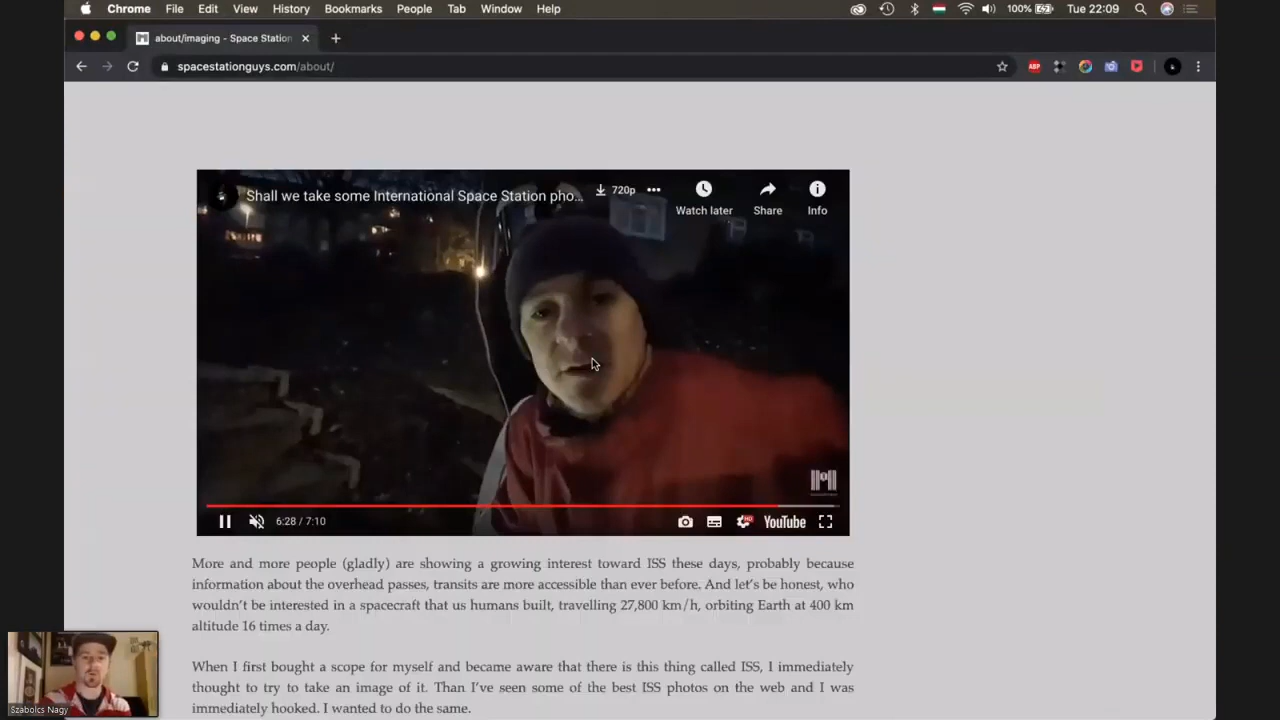 Chrome File Edit View History Bookmarks People Tab Window Help 100% Tue 22:09
about/imaging - Space Station
spacestationguys.com/about/
ABP
Shall we take some International Space Station pho... 720p
Watch later Share Info
6:28 / 7:10 HD YouTube
More and more people (gladly) are showing a growing interest toward ISS these days, probably because
information about the overhead passes, transits are more accessible than ever before. And let's be honest, who
wouldn't be interested in a spacecraft that us humans built, travelling 27,800 km/h, orbiting Earth at 400 km
altitude 16 times a day.
When I first bought a scope for myself and became aware that there is this thing called ISS, I immediately
thought to try to take an image of it. Than I've seen some of the best ISS photos on the web and I was
immediately hooked. I wanted to do the same.
Szabolcs Nagy